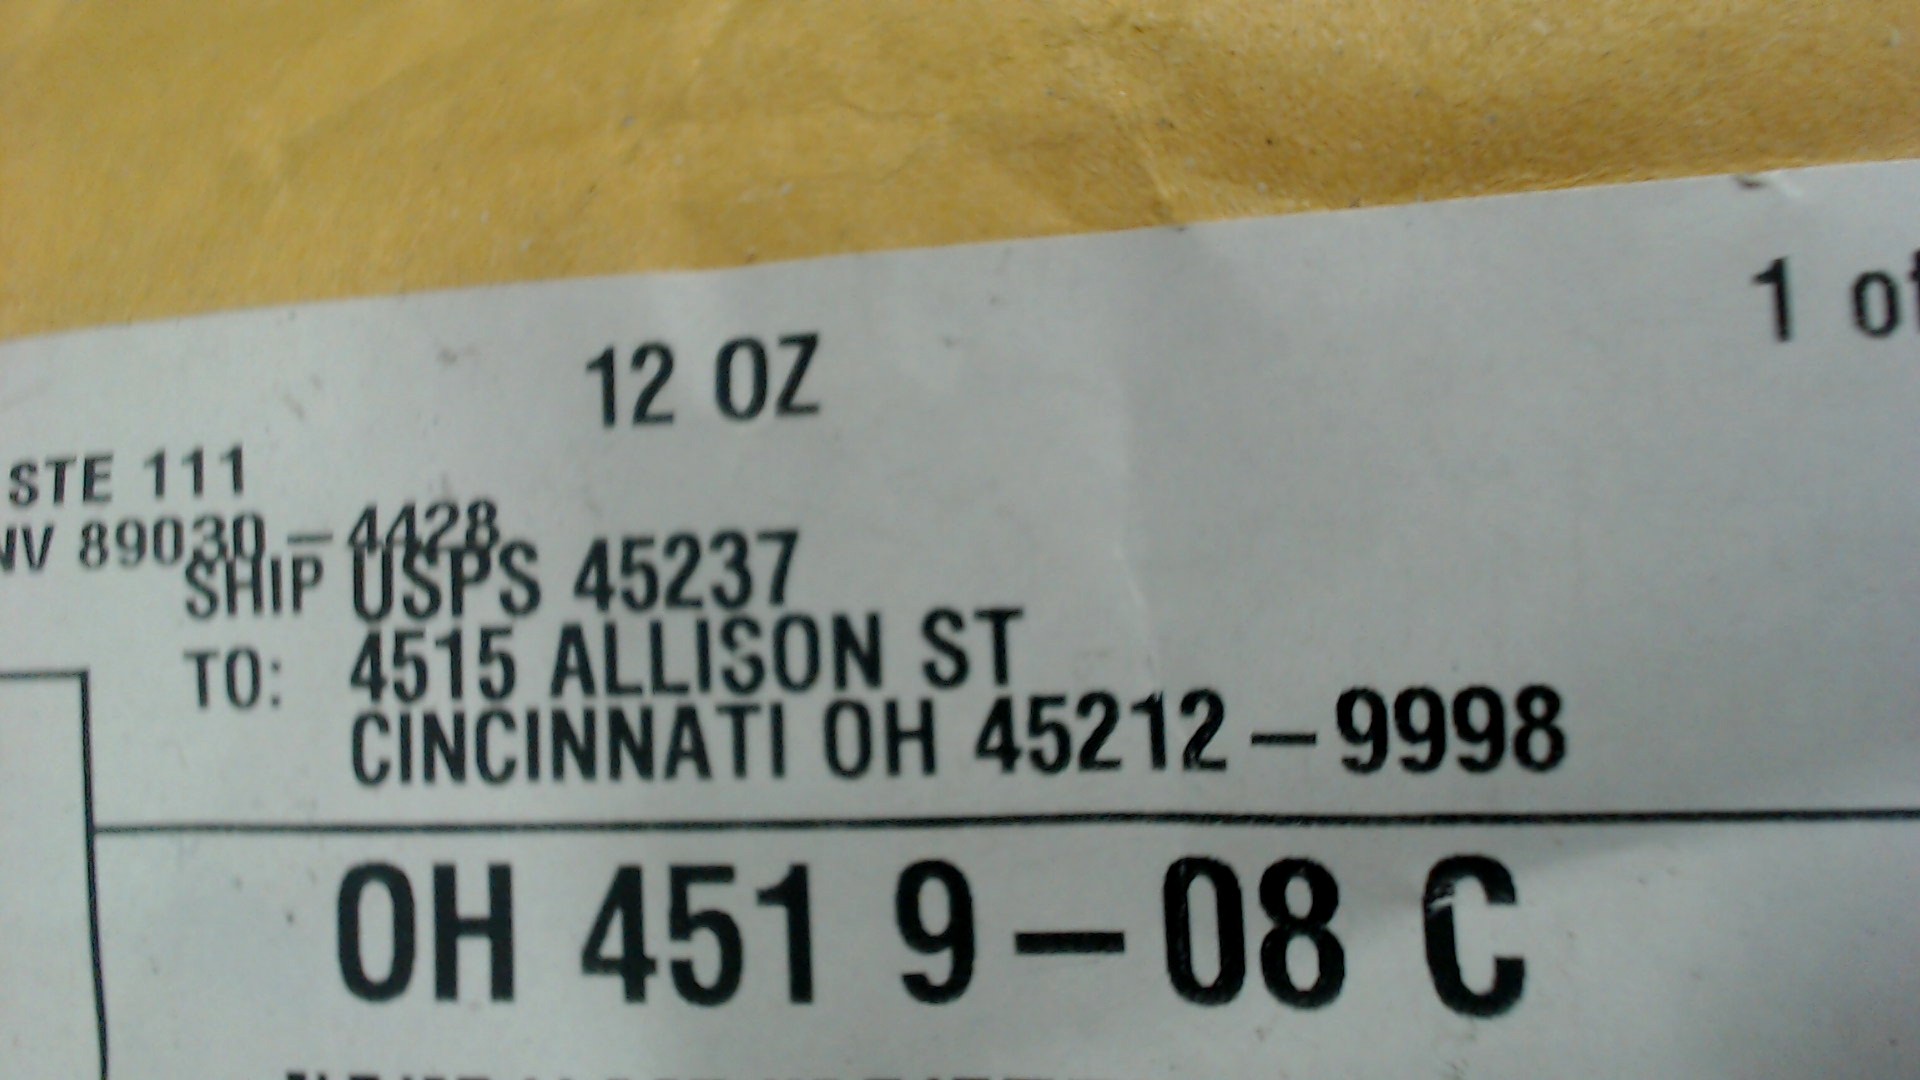 12 OZ
1 of
STE 111
NV 89030-4428
SHIP USPS 45237
TO: 4515 ALLISON ST
CINCINNATI OH 45212-9998
OH 451 9-08 C